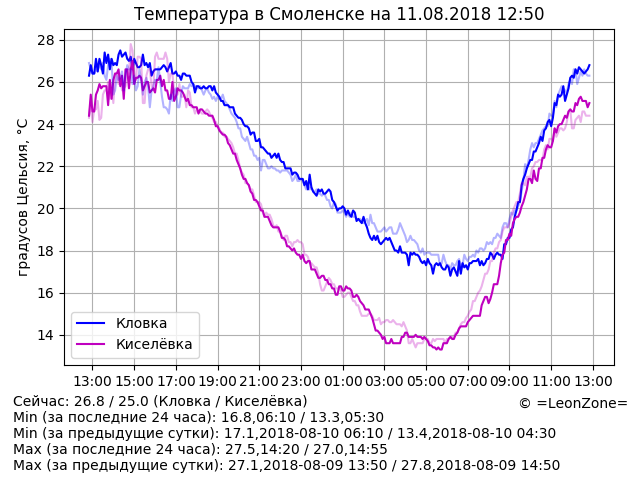 Температура в Смоленске на 11.08.2018 12:50
28
26
24
22
20
18
16
14
градусов Цельсия, °C
Кловка
Киселёвка
13:00 15:00 17:00 19:00 21:00 23:00 01:00 03:00 05:00 07:00 09:00 11:00 13:00
Сейчас: 26.8 / 25.0 (Кловка / Киселёвка)
© =LeonZone=
Min (за последние 24 часа): 16.8,06:10 / 13.3,05:30
Min (за предыдущие сутки): 17.1,2018-08-10 06:10 / 13.4,2018-08-10 04:30
Max (за последние 24 часа): 27.5,14:20 / 27.0,14:55
Max (за предыдущие сутки): 27.1,2018-08-09 13:50 / 27.8,2018-08-09 14:50